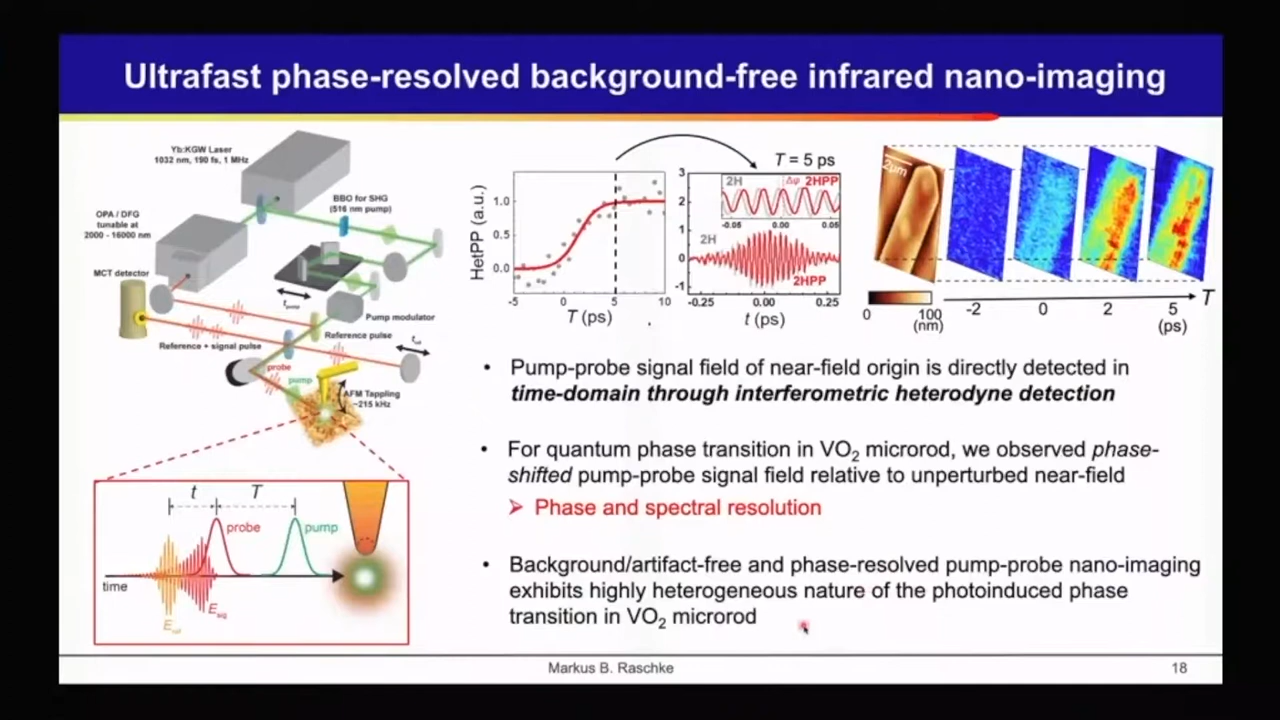 Ultrafast phase-resolved background-free infrared nano-imaging
Yb:KGW Laser
1032 nm, 190 fs, 1 MHz
BBO for SHG
(516 nm pump)
OPA / DFG
tunable at
2000 - 16000 nm
MCT detector
t_pump
Pump modulator
Reference pulse
t_ref
Reference + signal pulse
probe
pump
AFM Tappling
~215 kHz
t
T
probe
pump
time
E_sig
E_ref
HetPP (a.u.)
1.0
0.5
0.0
-5
0
5
10
T (ps)
T = 5 ps
3
2
1
0
-1
2H
Δφ
2HPP
-0.05
0.00
0.05
2H
2HPP
-0.25
0.00
0.25
t (ps)
2μm
0
100
(nm)
-2
0
2
5
T
(ps)
• Pump-probe signal field of near-field origin is directly detected in
time-domain through interferometric heterodyne detection
• For quantum phase transition in VO2 microrod, we observed phase-
shifted pump-probe signal field relative to unperturbed near-field
➢ Phase and spectral resolution
• Background/artifact-free and phase-resolved pump-probe nano-imaging
exhibits highly heterogeneous nature of the photoinduced phase
transition in VO2 microrod
Markus B. Raschke
18